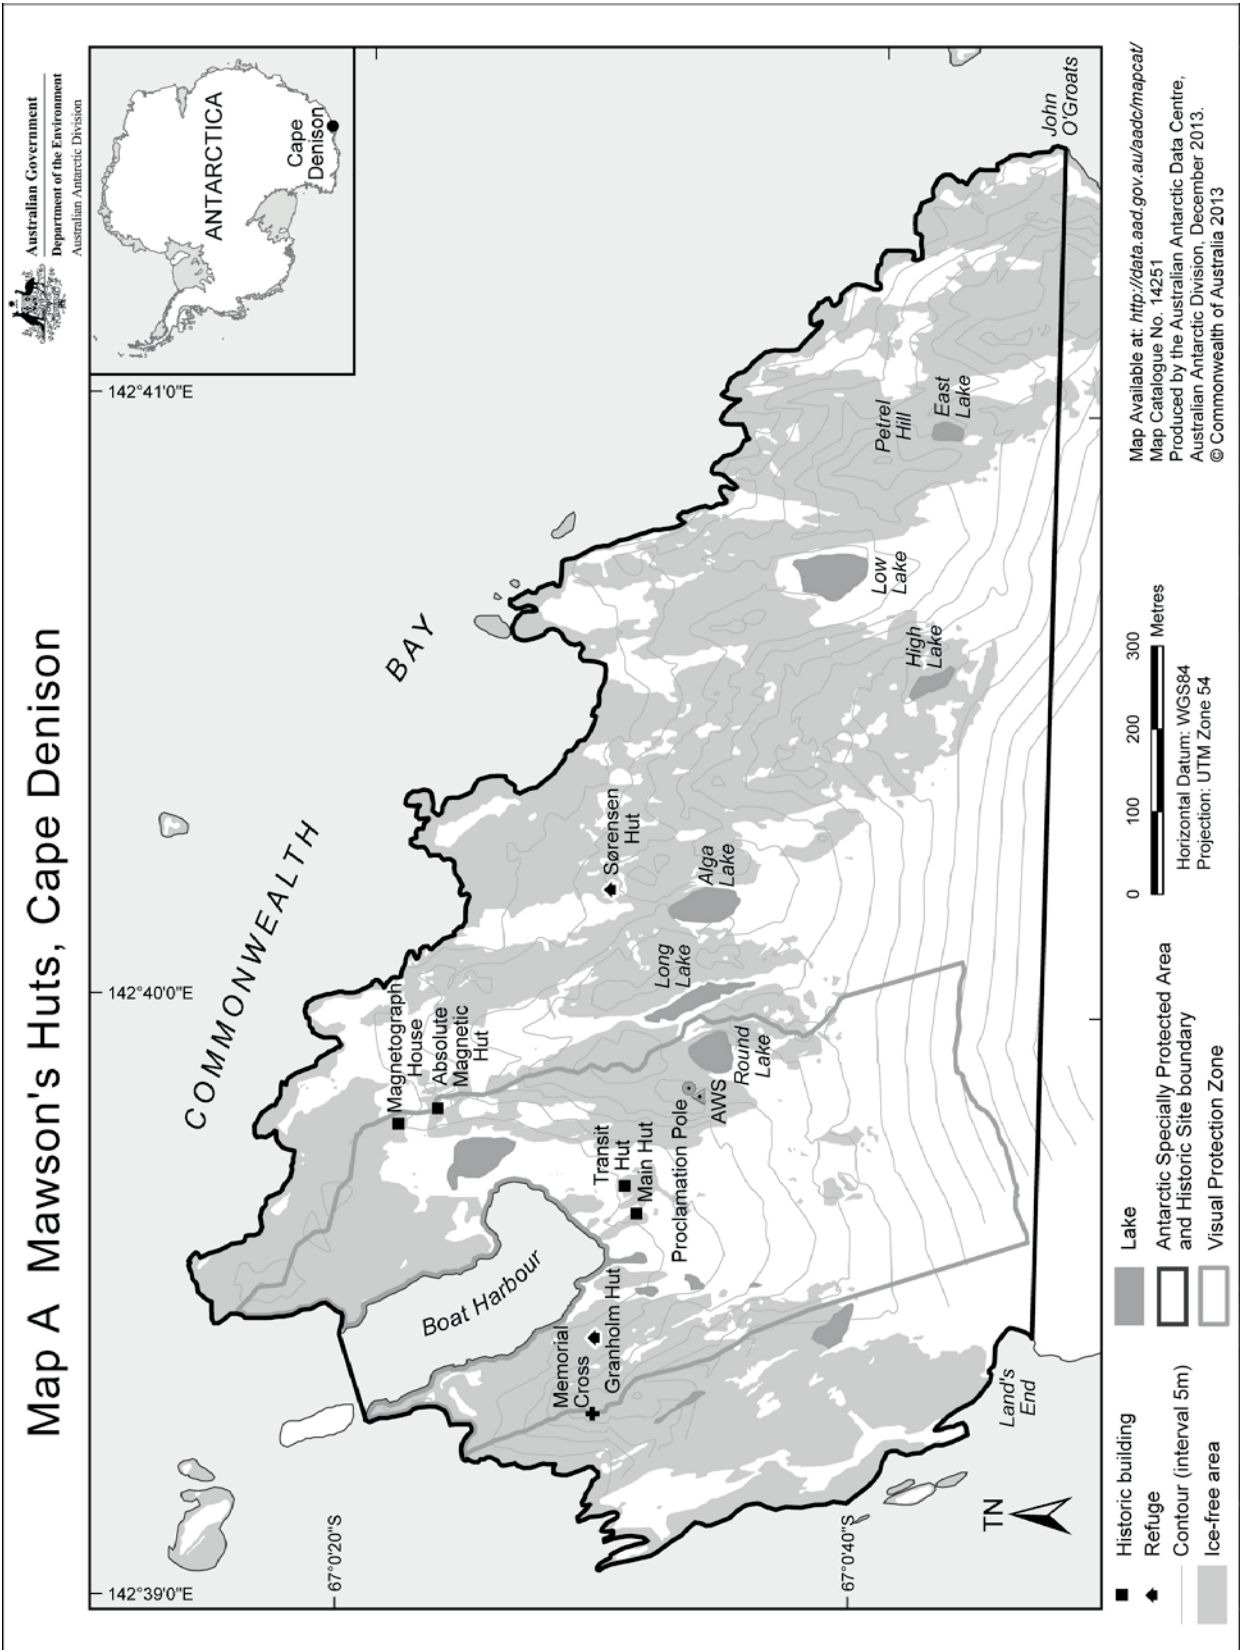 Map A Mawson's Huts, Cape Denison
Australian Government
Department of the Environment
Australian Antarctic Division
142°39'0"E
142°40'0"E
142°41'0"E
67°0'20"S
67°0'40"S
ANTARCTICA
Cape
Denison
COMMONWEALTH
BAY
Boat Harbour
Magnetograph
House
Absolute
Magnetic
Hut
Transit
Hut
Main Hut
Memorial
Cross
Granholm Hut
Proclamation Pole
AWS
Round
Lake
Long
Lake
Alga
Lake
Sørensen
Hut
High
Lake
Low
Lake
Petrel
Hill
East
Lake
John
O'Groats
Land's
End
TN
Historic building
Refuge
Contour (interval 5m)
Ice-free area
Lake
Antarctic Specially Protected Area
and Historic Site boundary
Visual Protection Zone
0 100 200 300
Metres
Horizontal Datum: WGS84
Projection: UTM Zone 54
Map Available at: http://data.aad.gov.au/aadc/mapcat/
Map Catalogue No. 14251
Produced by the Australian Antarctic Data Centre,
Australian Antarctic Division, December 2013.
© Commonwealth of Australia 2013